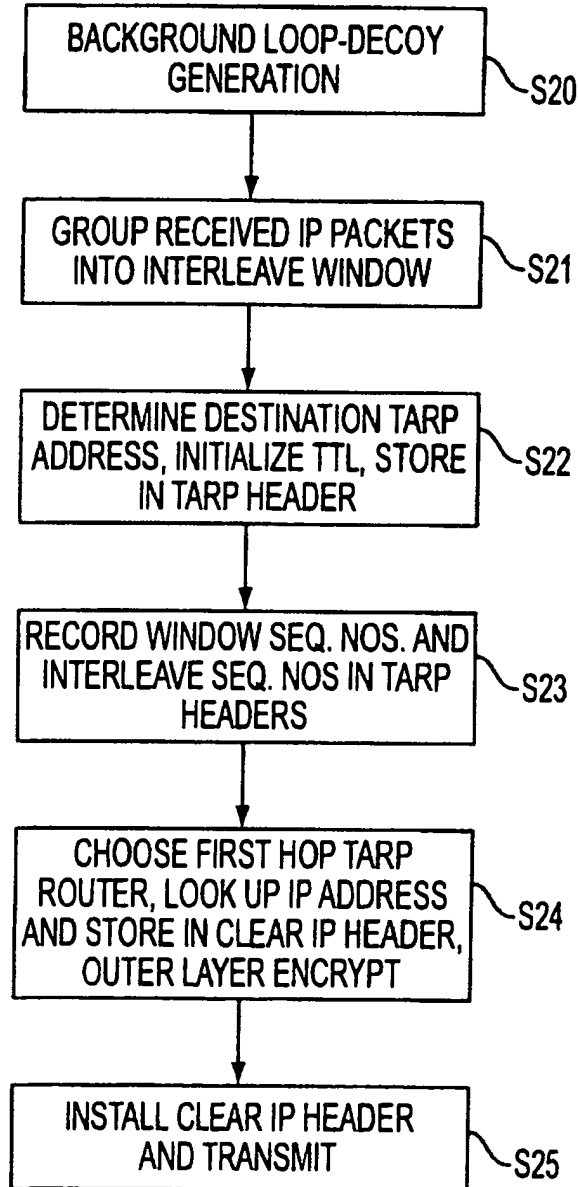 BACKGROUND LOOP-DECOY
GENERATION
S20
GROUP RECEIVED IP PACKETS
INTO INTERLEAVE WINDOW
S21
DETERMINE DESTINATION TARP
ADDRESS, INITIALIZE TTL, STORE
IN TARP HEADER
S22
RECORD WINDOW SEQ. NOS. AND
INTERLEAVE SEQ. NOS IN TARP
HEADERS
S23
CHOOSE FIRST HOP TARP
ROUTER, LOOK UP IP ADDRESS
AND STORE IN CLEAR IP HEADER,
OUTER LAYER ENCRYPT
S24
INSTALL CLEAR IP HEADER
AND TRANSMIT
S25